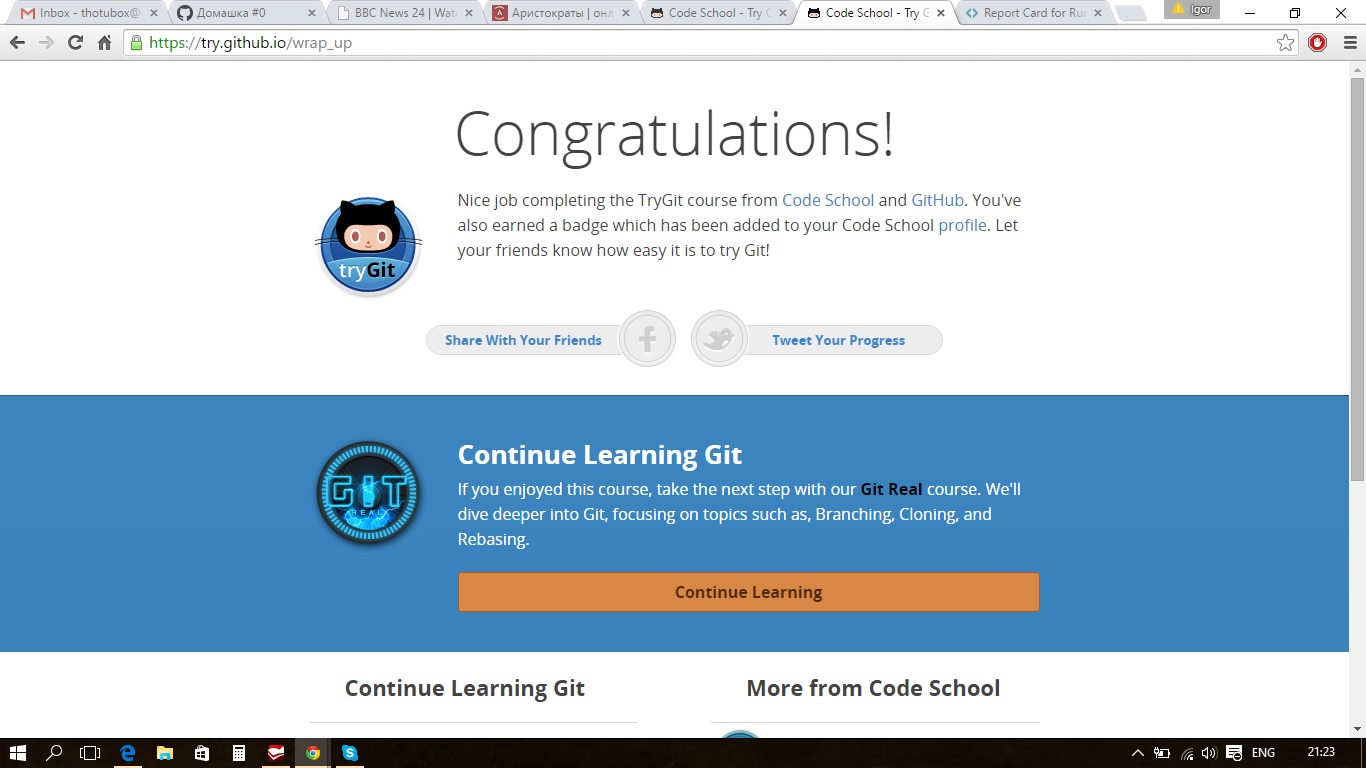 Inbox - thotubox@
Домашка #0
BBC News 24 | Wat
Аристократы | онл
Code School - Try G
Code School - Try G
Report Card for Ru
Igor
https://try.github.io/wrap_up
Congratulations!
Nice job completing the TryGit course from Code School and GitHub. You've
also earned a badge which has been added to your Code School profile. Let
your friends know how easy it is to try Git!
tryGit
Share With Your Friends
Tweet Your Progress
GIT
REAL
Continue Learning Git
If you enjoyed this course, take the next step with our Git Real course. We'll
dive deeper into Git, focusing on topics such as, Branching, Cloning, and
Rebasing.
Continue Learning
Continue Learning Git
More from Code School
ENG
21:23